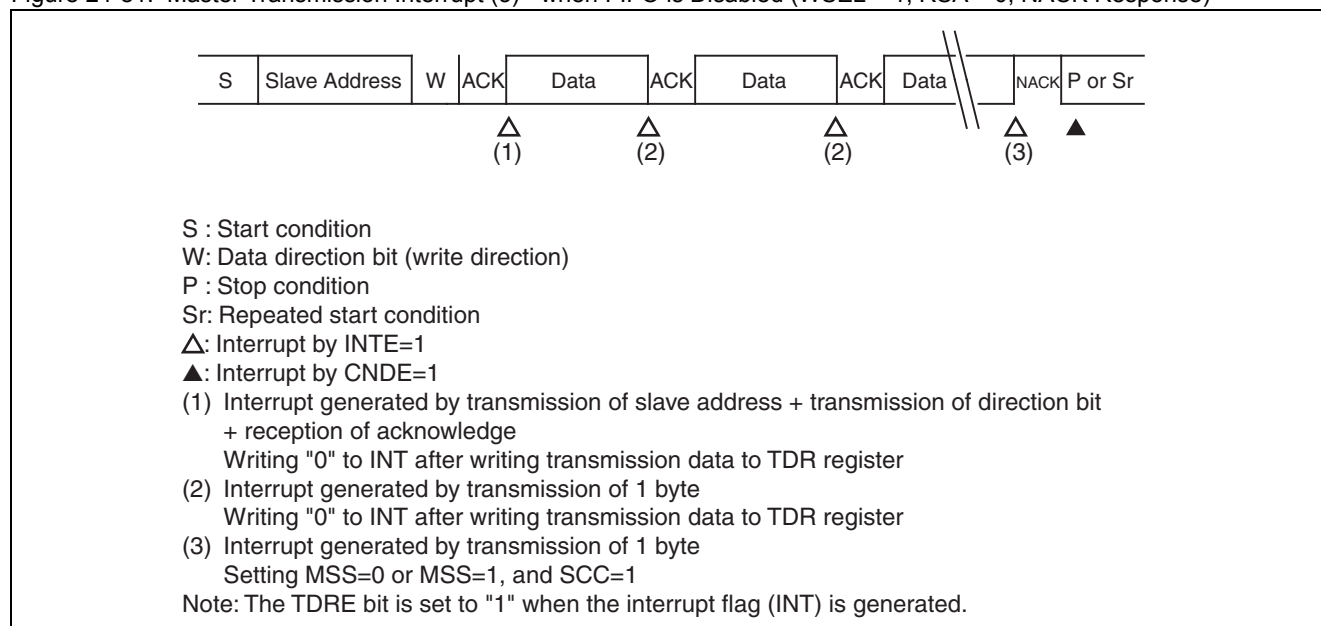 S Slave Address W ACK Data ACK Data ACK Data NACK P or Sr
△ △ △ △ ▲
(1) (2) (2) (3)
S : Start condition
W: Data direction bit (write direction)
P : Stop condition
Sr: Repeated start condition
△: Interrupt by INTE=1
▲: Interrupt by CNDE=1
(1) Interrupt generated by transmission of slave address + transmission of direction bit
+ reception of acknowledge
Writing "0" to INT after writing transmission data to TDR register
(2) Interrupt generated by transmission of 1 byte
Writing "0" to INT after writing transmission data to TDR register
(3) Interrupt generated by transmission of 1 byte
Setting MSS=0 or MSS=1, and SCC=1
Note: The TDRE bit is set to "1" when the interrupt flag (INT) is generated.